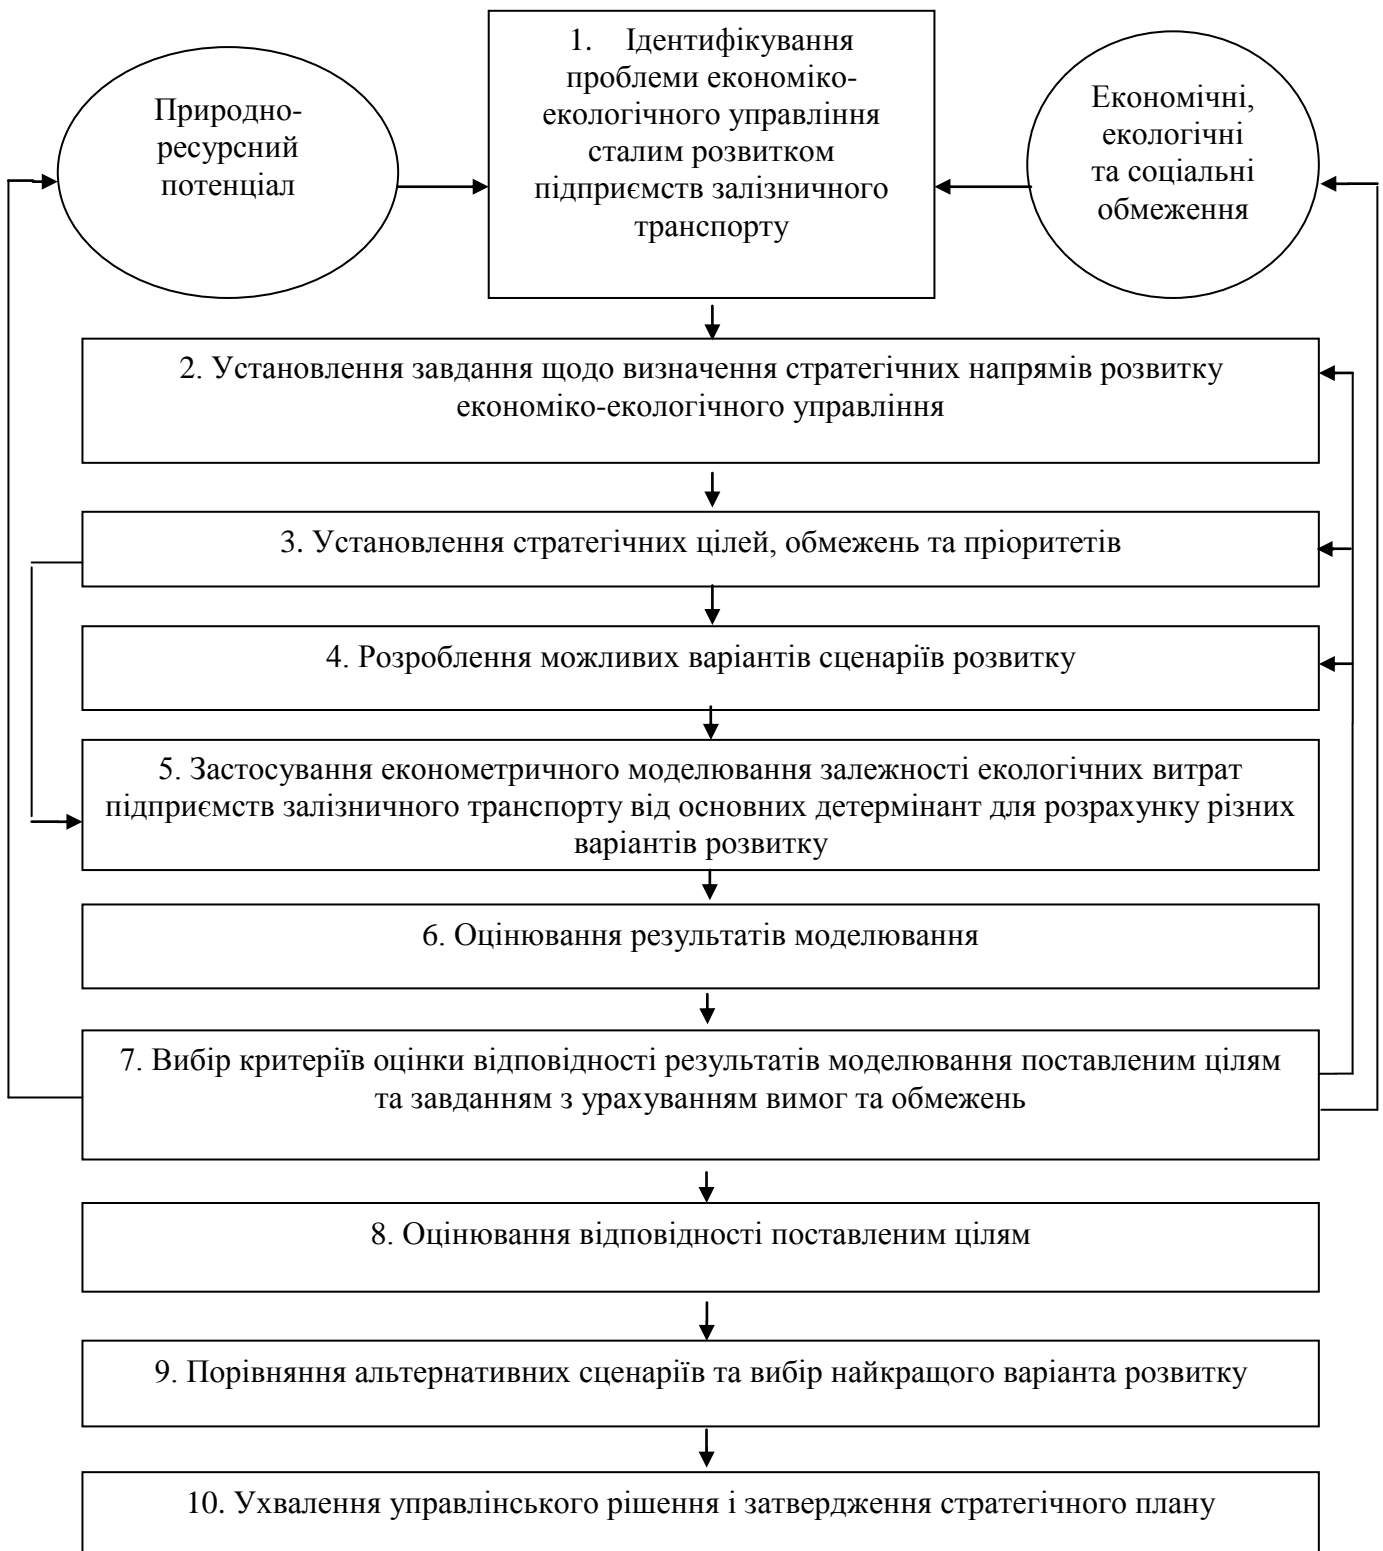 Природно-
ресурсний
потенціал
1. Ідентифікування
проблеми економіко-
екологічного управління
сталим розвитком
підприємств залізничного
транспорту
Економічні,
екологічні
та соціальні
обмеження
2. Установлення завдання щодо визначення стратегічних напрямів розвитку
економіко-екологічного управління
3. Установлення стратегічних цілей, обмежень та пріоритетів
4. Розроблення можливих варіантів сценаріїв розвитку
5. Застосування економетричного моделювання залежності екологічних витрат
підприємств залізничного транспорту від основних детермінант для розрахунку різних
варіантів розвитку
6. Оцінювання результатів моделювання
7. Вибір критеріїв оцінки відповідності результатів моделювання поставленим цілям
та завданням з урахуванням вимог та обмежень
8. Оцінювання відповідності поставленим цілям
9. Порівняння альтернативних сценаріїв та вибір найкращого варіанта розвитку
10. Ухвалення управлінського рішення і затвердження стратегічного плану